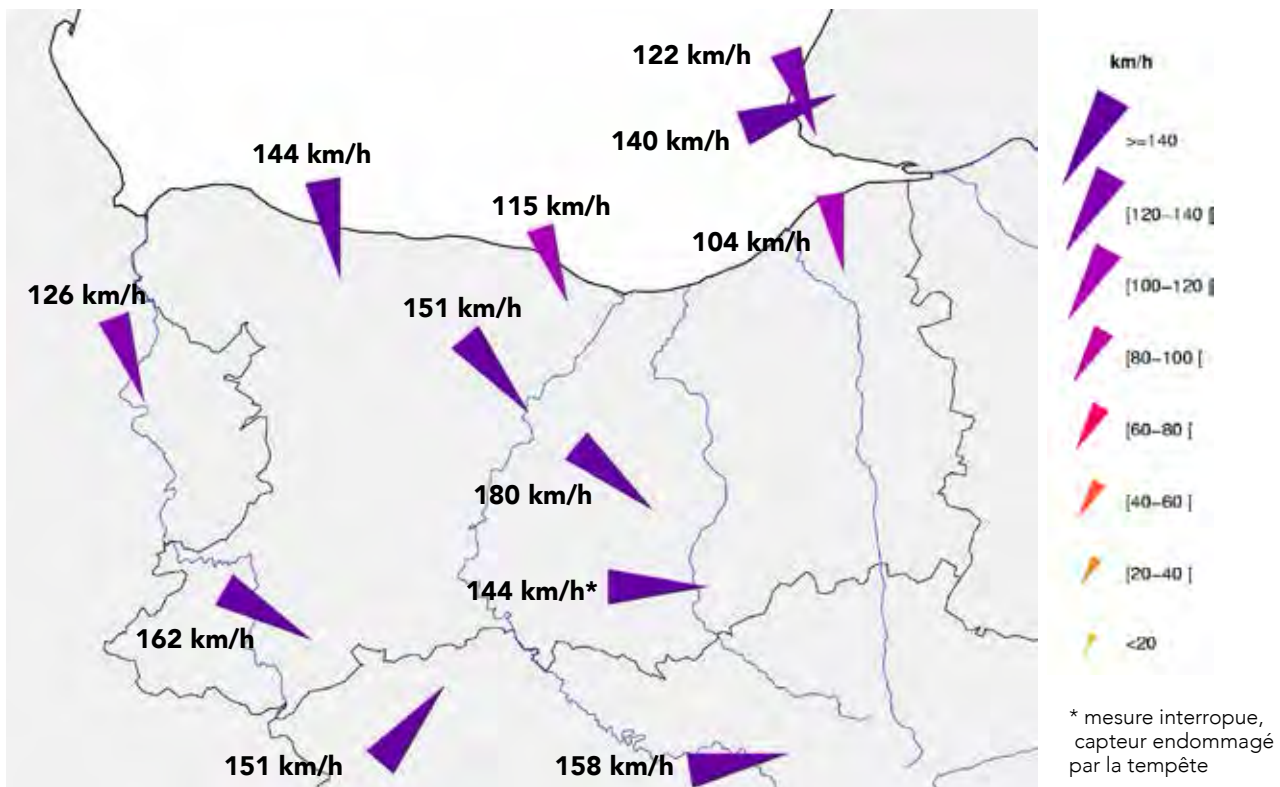 122 km/h
140 km/h
144 km/h
115 km/h
104 km/h
126 km/h
151 km/h
180 km/h
144 km/h*
162 km/h
151 km/h
158 km/h
km/h
>=140
[120–140 [
[100–120 [
[80–100 [
[60–80 [
[40–60 [
[20–40 [
<20
* mesure interropue,
capteur endommagé
par la tempête